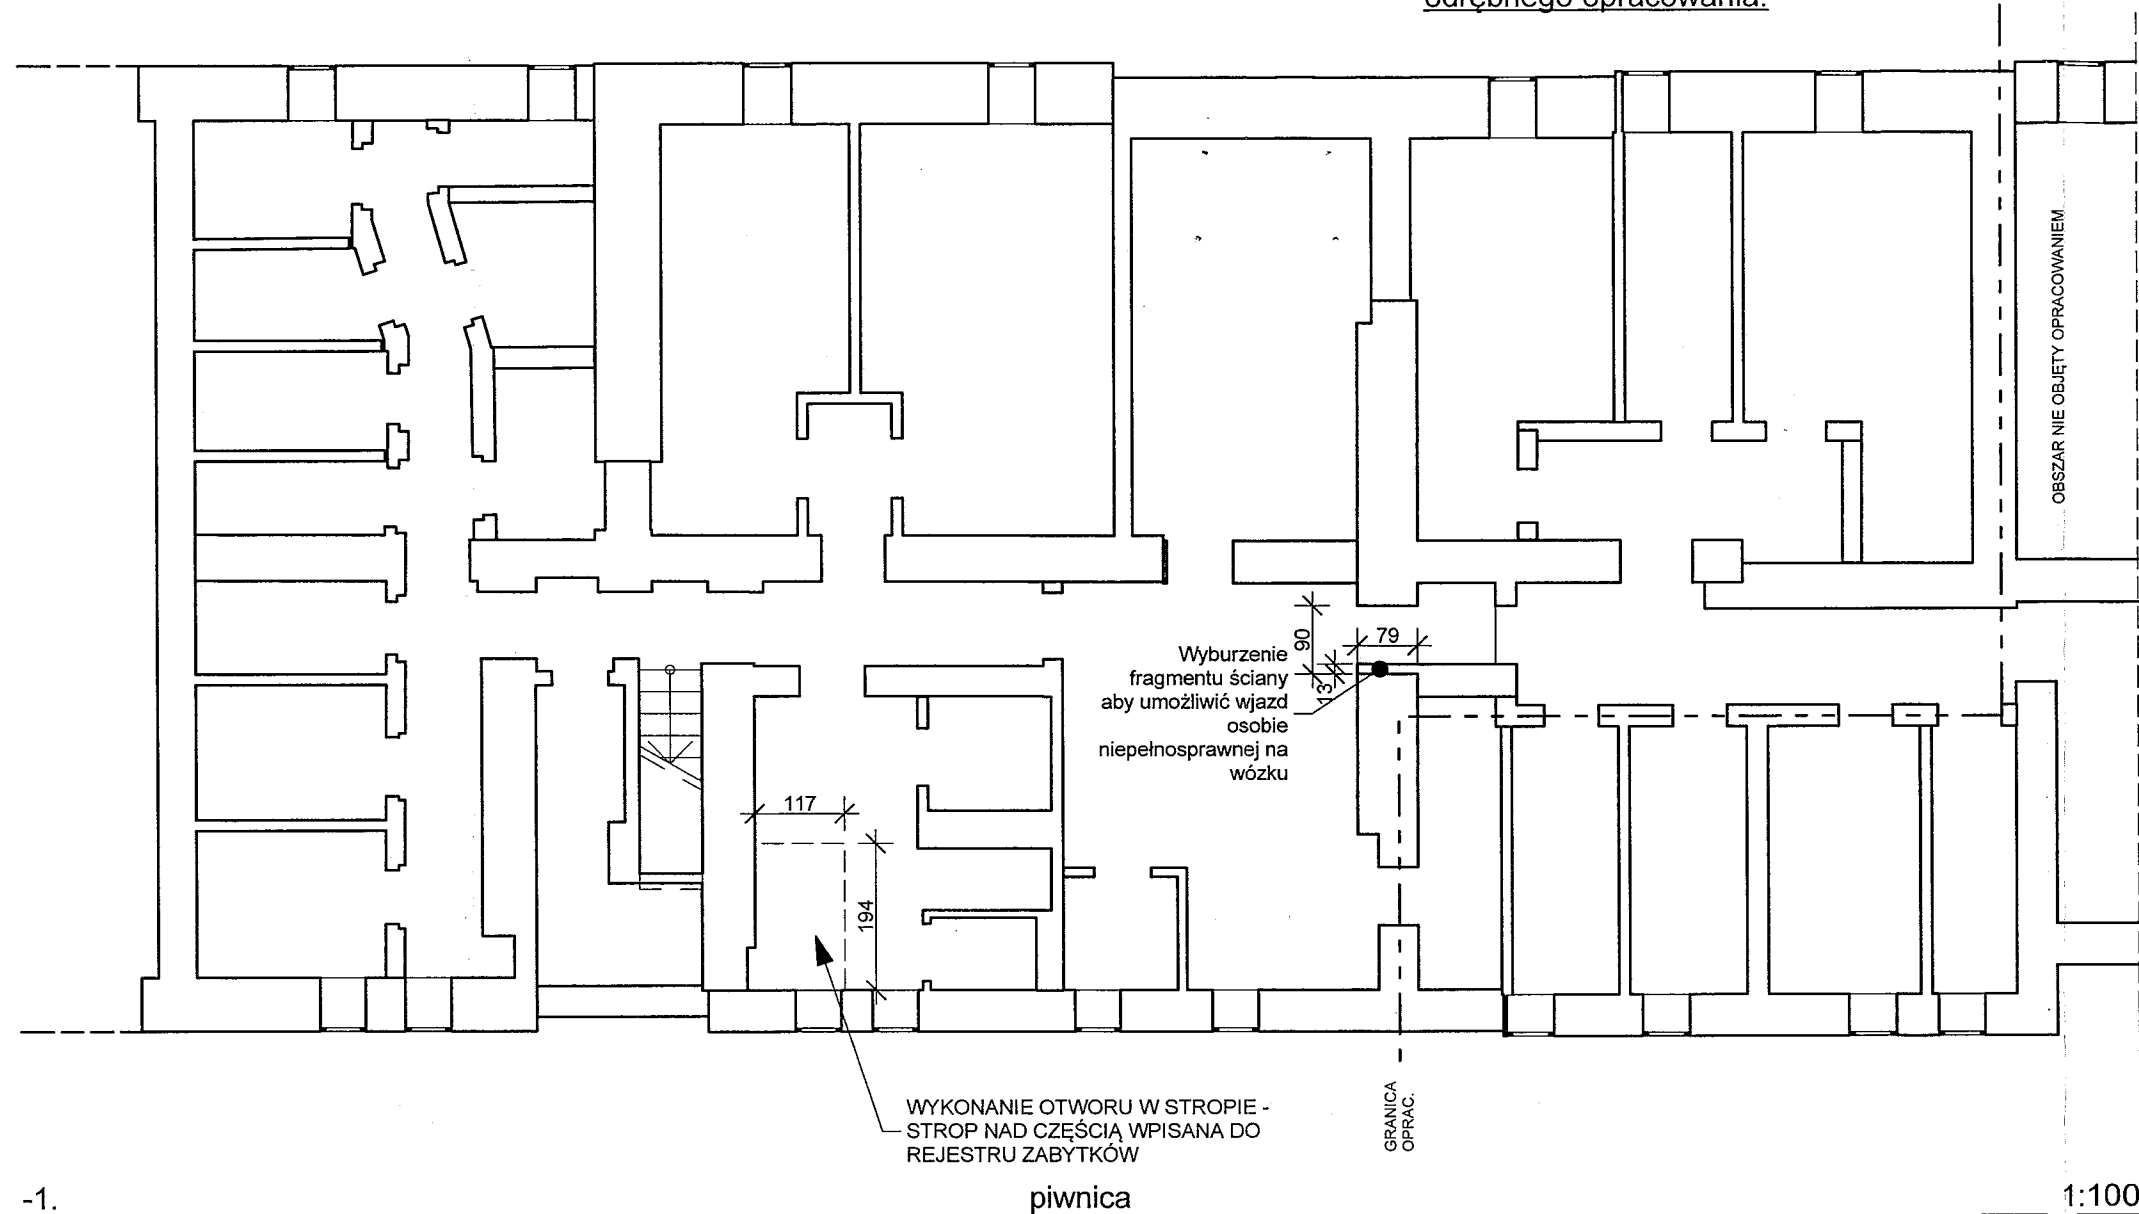 odrębnego opracowania.
OBSZAR NIE OBJĘTY OPRACOWANIEM
90
79
13
Wyburzenie
fragmentu ściany
aby umożliwić wjazd
osobie
niepełnosprawnej na
wózku
117
194
WYKONANIE OTWORU W STROPIE -
STROP NAD CZĘŚCIĄ WPISANA DO
REJESTRU ZABYTKÓW
GRANICA
OPRAC.
-1.
piwnica
1:100